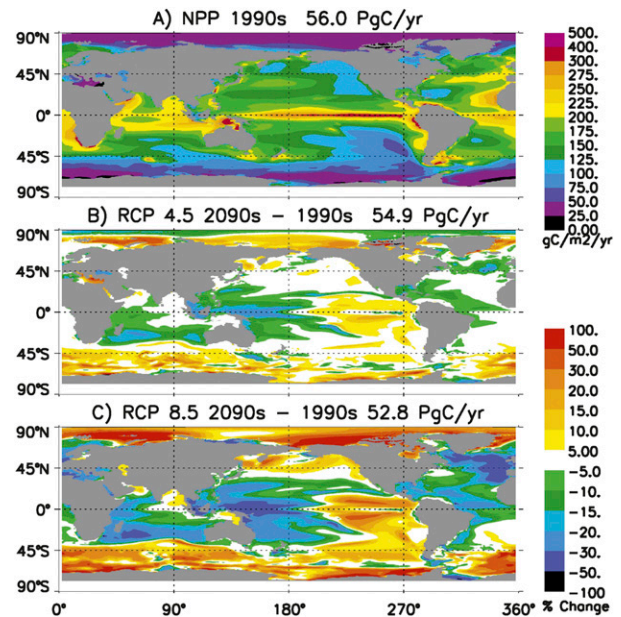 A) NPP 1990s 56.0 PgC/yr
90°N
45°N
0°
45°S
90°S
500.
400.
300.
275.
250.
225.
200.
175.
150.
125.
100.
75.0
50.0
25.0
0.00
gC/m2/yr
B) RCP 4.5 2090s – 1990s 54.9 PgC/yr
90°N
45°N
0°
45°S
90°S
C) RCP 8.5 2090s – 1990s 52.8 PgC/yr
90°N
45°N
0°
45°S
90°S
0° 90° 180° 270° 360°
100.
50.0
30.0
20.0
15.0
10.0
5.00
-5.0
-10.
-15.
-20.
-30.
-50.
-100
% Change